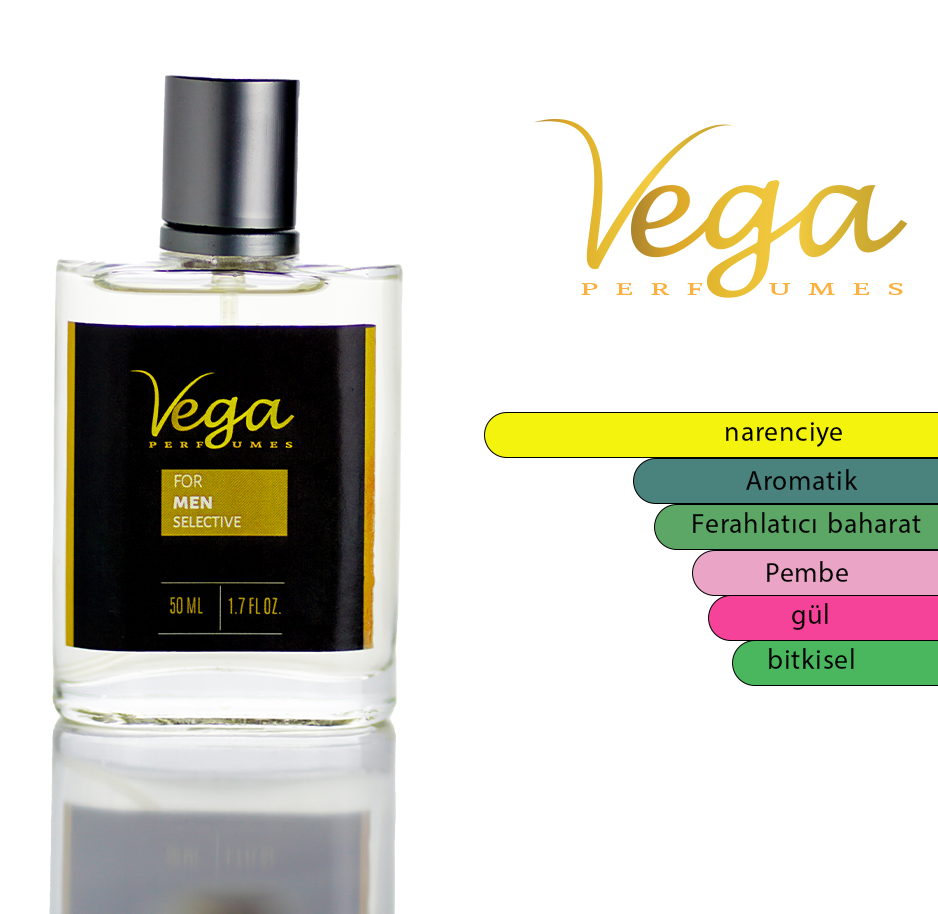 Vega
PERFUMES
FOR
MEN
SELECTIVE
50 ML 1.7 FL OZ.
Vega
PERFUMES
narenciye
Aromatik
Ferahlatıcı baharat
Pembe
gül
bitkisel